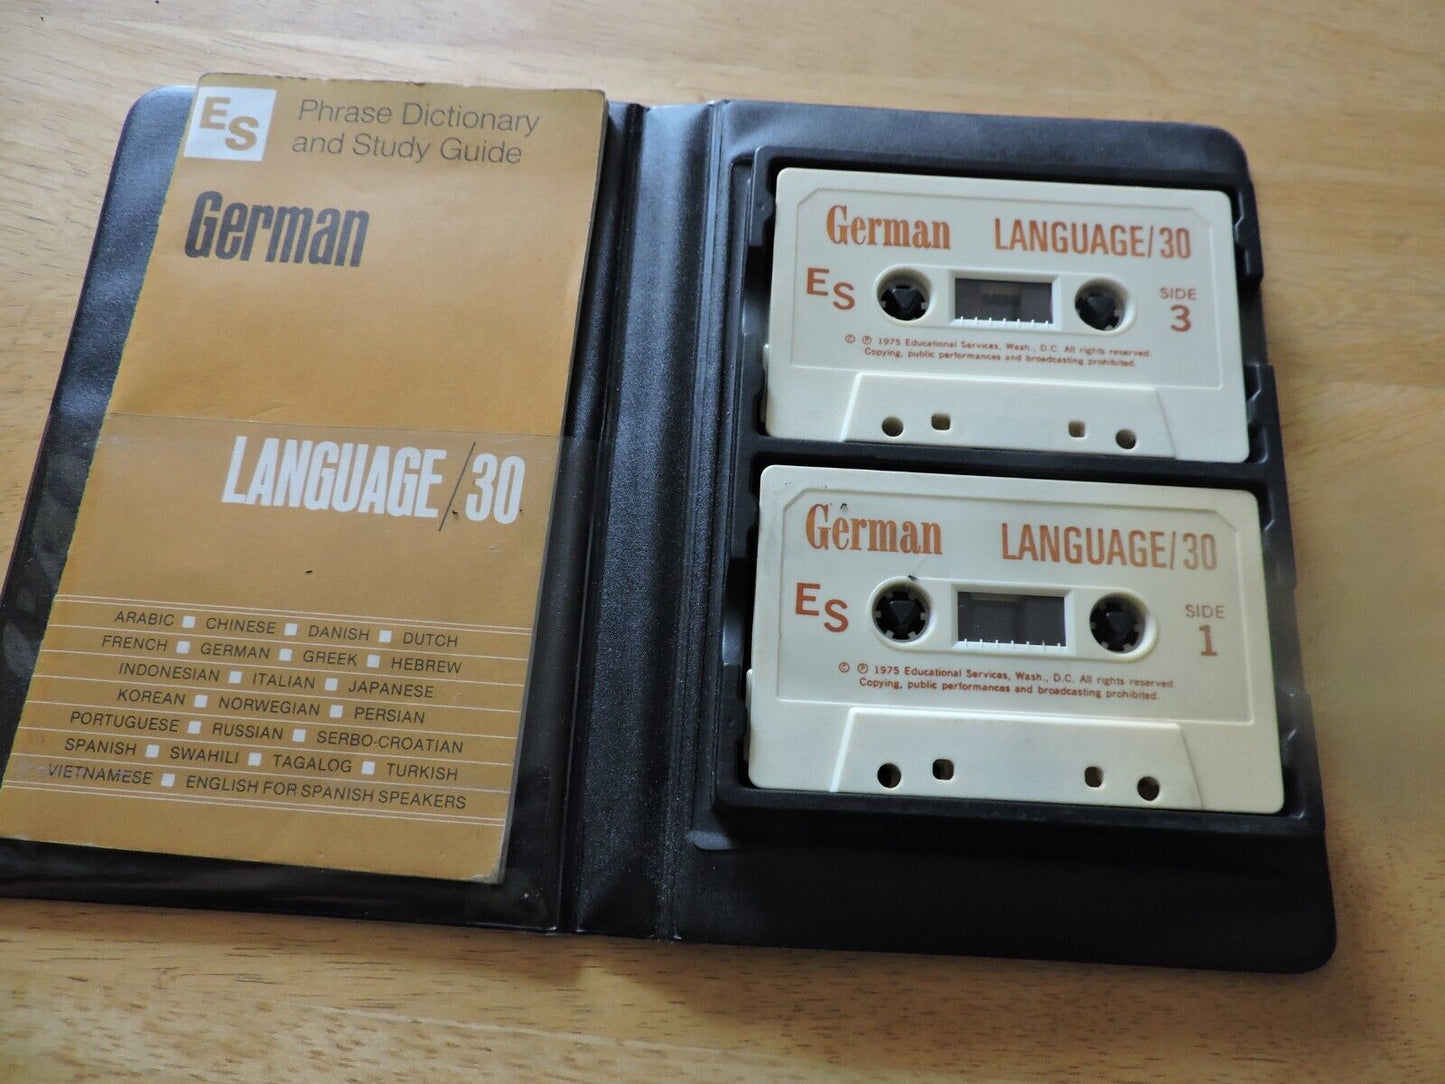 ES
Phrase Dictionary
and Study Guide
German
LANGUAGE/30
ARABIC ■ CHINESE ■ DANISH ■ DUTCH
FRENCH ■ GERMAN ■ GREEK ■ HEBREW
INDONESIAN ■ ITALIAN ■ JAPANESE
KOREAN ■ NORWEGIAN ■ PERSIAN
PORTUGUESE ■ RUSSIAN ■ SERBO-CROATIAN
SPANISH ■ SWAHILI ■ TAGALOG ■ TURKISH
VIETNAMESE ■ ENGLISH FOR SPANISH SPEAKERS
German LANGUAGE/30
ES
SIDE
3
© ℗ 1975 Educational Services, Wash., D.C. All rights reserved.
Copying, public performances and broadcasting prohibited.
German LANGUAGE/30
ES
SIDE
1
© ℗ 1975 Educational Services, Wash., D.C. All rights reserved.
Copying, public performances and broadcasting prohibited.